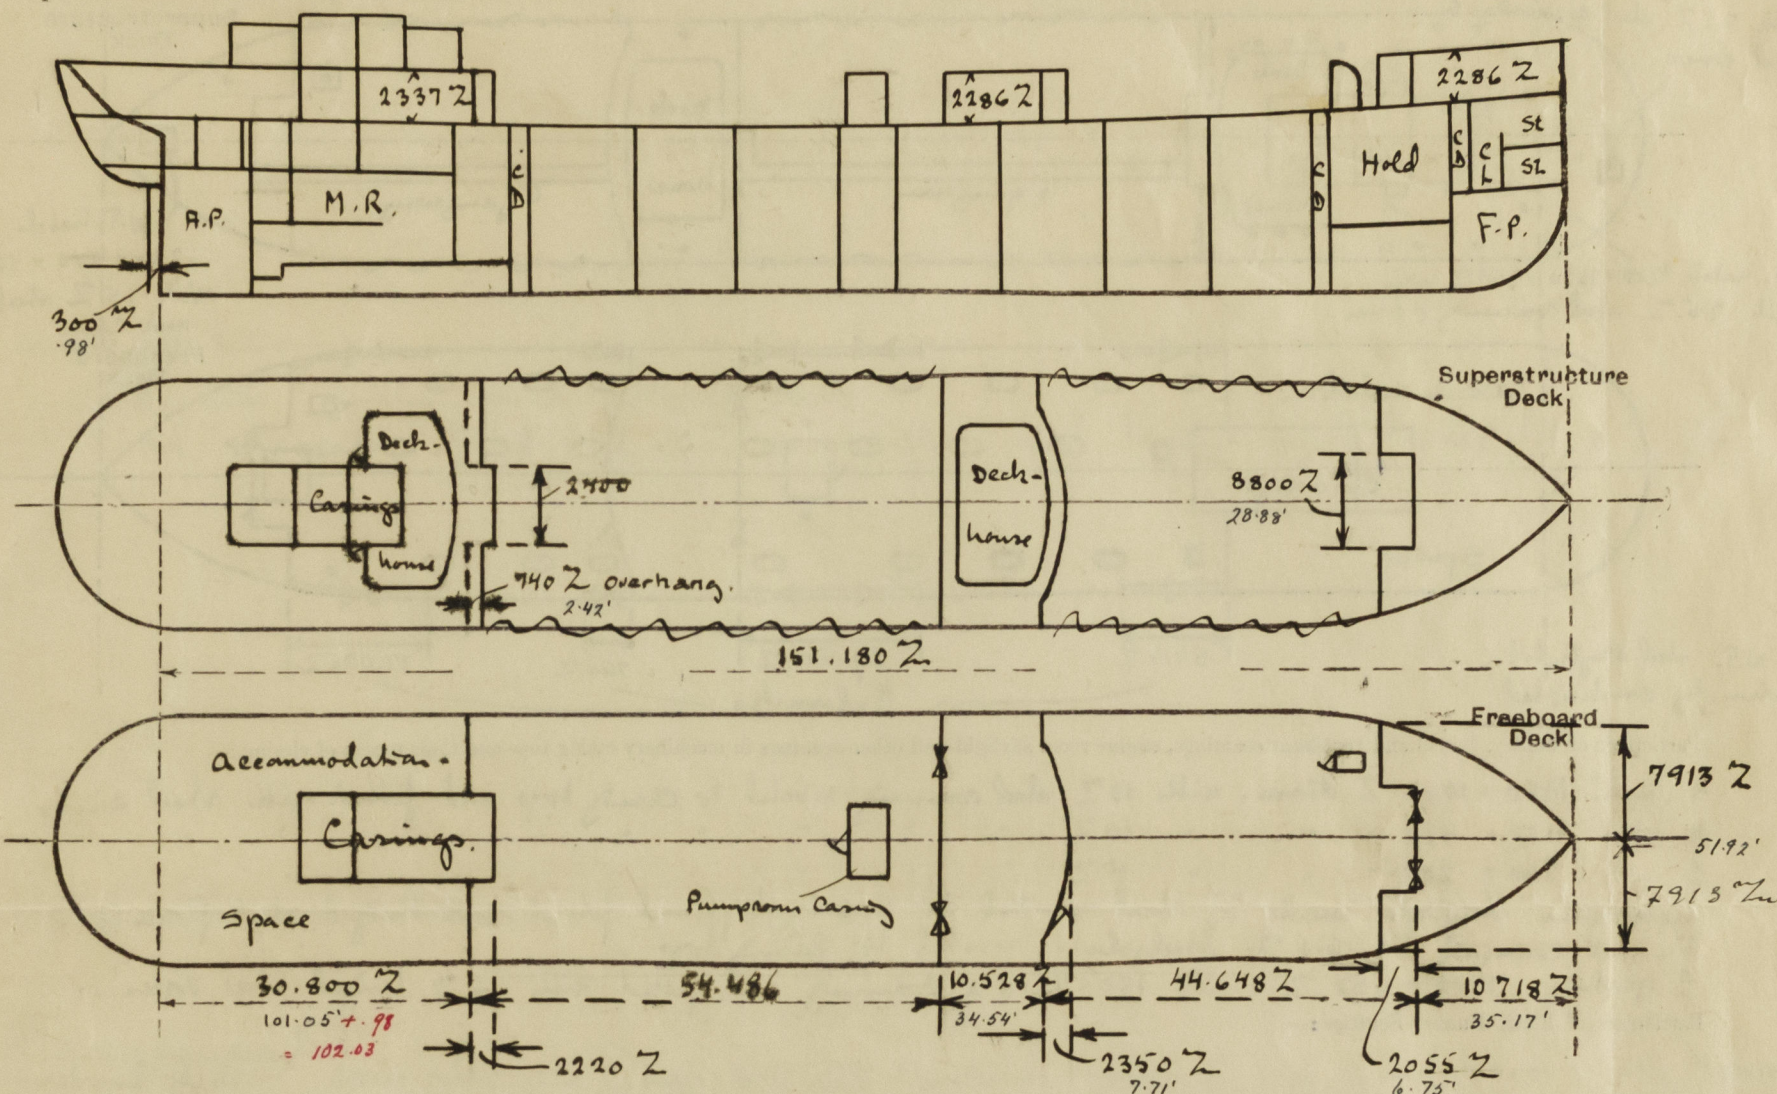 2337 Z
2286 Z
2286 Z
C
D
C
D
Hold
C
D
C
L
St
SL
A.P.
M.R.
F.P.
300 Z
.98'
Superstructure
Deck
Deck-
Casings
house
2400
Deck-
house
8800 Z
28.88'
740 Z overhang.
2.42'
151.180 Z
Freeboard
Deck
Accommodation.
7913 Z
Casings.
51.92'
Pumproom Casing
7913 Z
Space
30.800 Z
54.486
10.528 Z
44.648 Z
10 718 Z
101.05' + .98
34.54'
35.17'
= 102.03
2220 Z
2350 Z
2055 Z
7.71'
6.75'